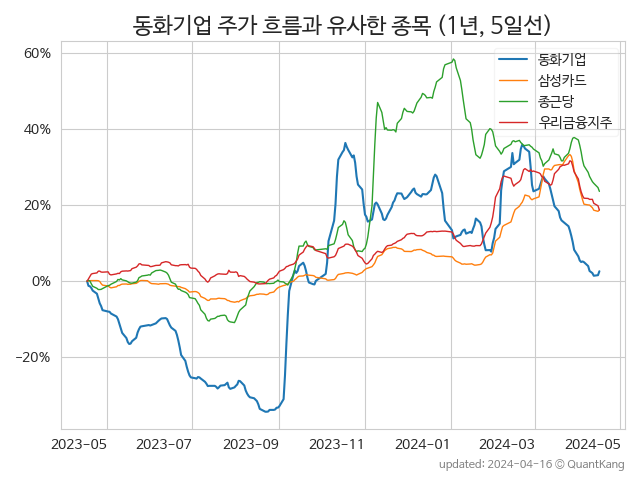 동화기업 주가 흐름과 유사한 종목 (1년, 5일선)
동화기업
삼성카드
종근당
우리금융지주
60%
40%
20%
0%
−20%
2023-05 2023-07 2023-09 2023-11 2024-01 2024-03 2024-05
updated: 2024-04-16 © QuantKang